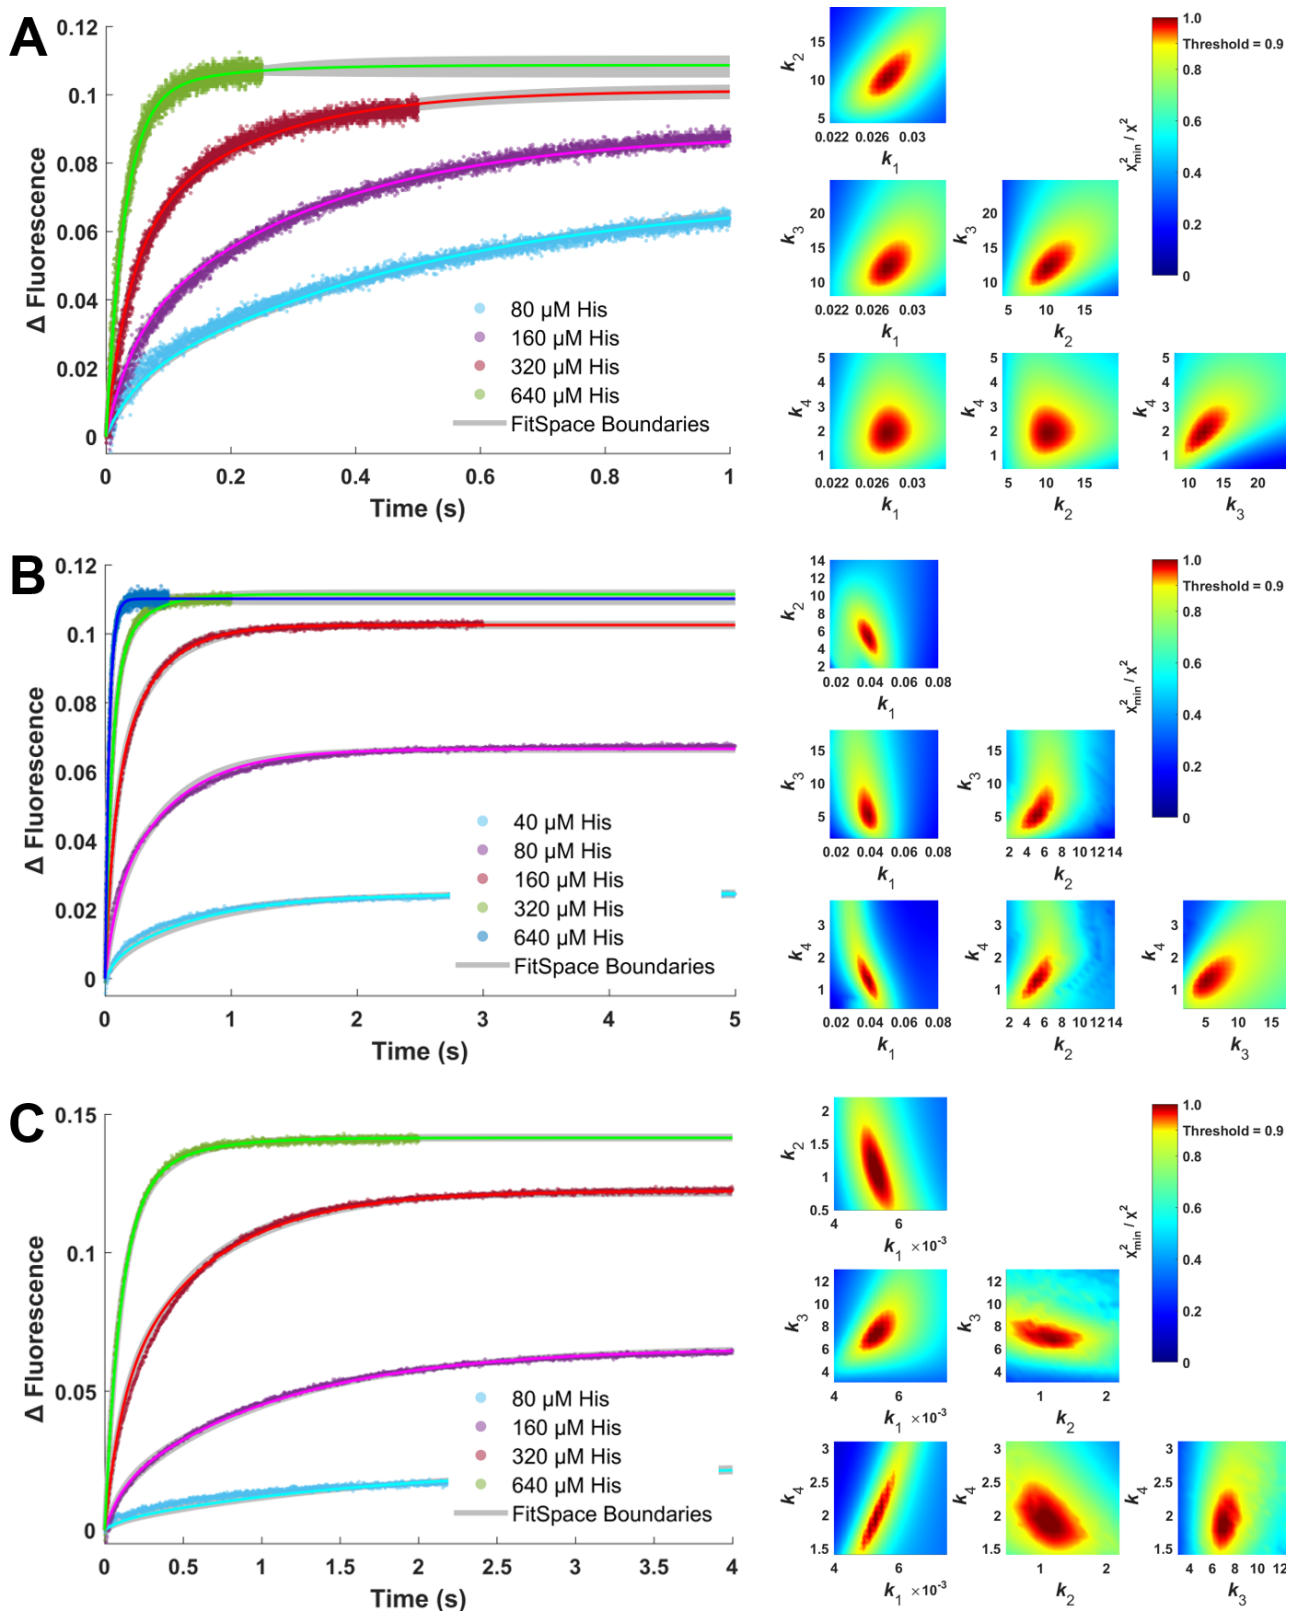 A
0.12
0.1
0.08
0.06
0.04
0.02
0
Δ Fluorescence
0 0.2 0.4 0.6 0.8 1
Time (s)
80 µM His
160 µM His
320 µM His
640 µM His
FitSpace Boundaries
15
10
5
k2
0.022 0.026 0.03
k1
20
15
10
k3
0.022 0.026 0.03
k1
20
15
10
k3
5 10 15
k2
5
4
3
2
1
k4
0.022 0.026 0.03
k1
5
4
3
2
1
k4
5 10 15
k2
5
4
3
2
1
k4
10 15 20
k3
1.0
Threshold = 0.9
0.8
0.6
0.4
0.2
0
χ²min / χ²
B
0.12
0.1
0.08
0.06
0.04
0.02
0
Δ Fluorescence
0 1 2 3 4 5
Time (s)
40 µM His
80 µM His
160 µM His
320 µM His
640 µM His
FitSpace Boundaries
14
12
10
8
6
4
2
k2
0.02 0.04 0.06 0.08
k1
15
10
5
k3
0.02 0.04 0.06 0.08
k1
15
10
5
k3
2 4 6 8 10 12 14
k2
3
2
1
k4
0.02 0.04 0.06 0.08
k1
3
2
1
k4
2 4 6 8 10 12 14
k2
3
2
1
k4
5 10 15
k3
1.0
Threshold = 0.9
0.8
0.6
0.4
0.2
0
χ²min / χ²
C
0.15
0.1
0.05
0
Δ Fluorescence
0 0.5 1 1.5 2 2.5 3 3.5 4
Time (s)
80 µM His
160 µM His
320 µM His
640 µM His
FitSpace Boundaries
2
1.5
1
0.5
k2
4 6
k1 ×10-3
12
10
8
6
4
k3
4 6
k1 ×10-3
12
10
8
6
4
k3
1 2
k2
3
2.5
2
1.5
k4
4 6
k1 ×10-3
3
2.5
2
1.5
k4
1 2
k2
3
2.5
2
1.5
k4
4 6 8 10 12
k3
1.0
Threshold = 0.9
0.8
0.6
0.4
0.2
0
χ²min / χ²